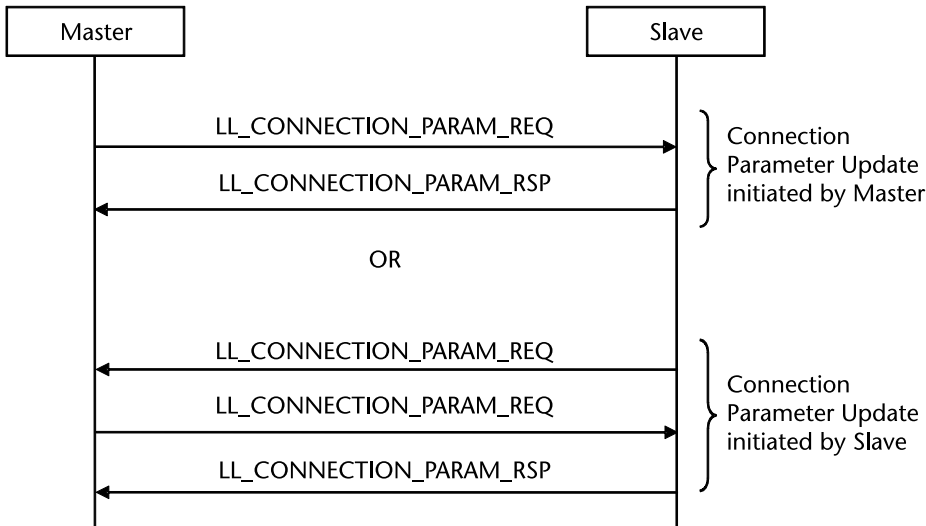 Master
Slave
LL_CONNECTION_PARAM_REQ
LL_CONNECTION_PARAM_RSP
Connection
Parameter Update
initiated by Master
OR
LL_CONNECTION_PARAM_REQ
LL_CONNECTION_PARAM_REQ
LL_CONNECTION_PARAM_RSP
Connection
Parameter Update
initiated by Slave